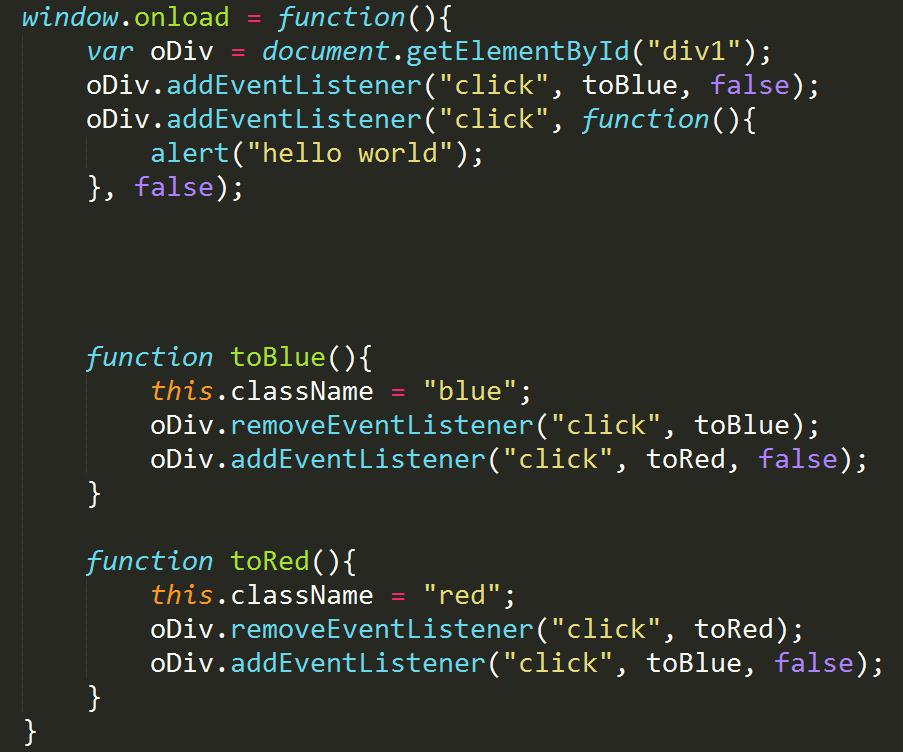 window.onload = function(){
    var oDiv = document.getElementById("div1");
    oDiv.addEventListener("click", toBlue, false);
    oDiv.addEventListener("click", function(){
        alert("hello world");
    }, false);
    function toBlue(){
        this.className = "blue";
        oDiv.removeEventListener("click", toBlue);
        oDiv.addEventListener("click", toRed, false);
    }
    function toRed(){
        this.className = "red";
        oDiv.removeEventListener("click", toRed);
        oDiv.addEventListener("click", toBlue, false);
    }
}